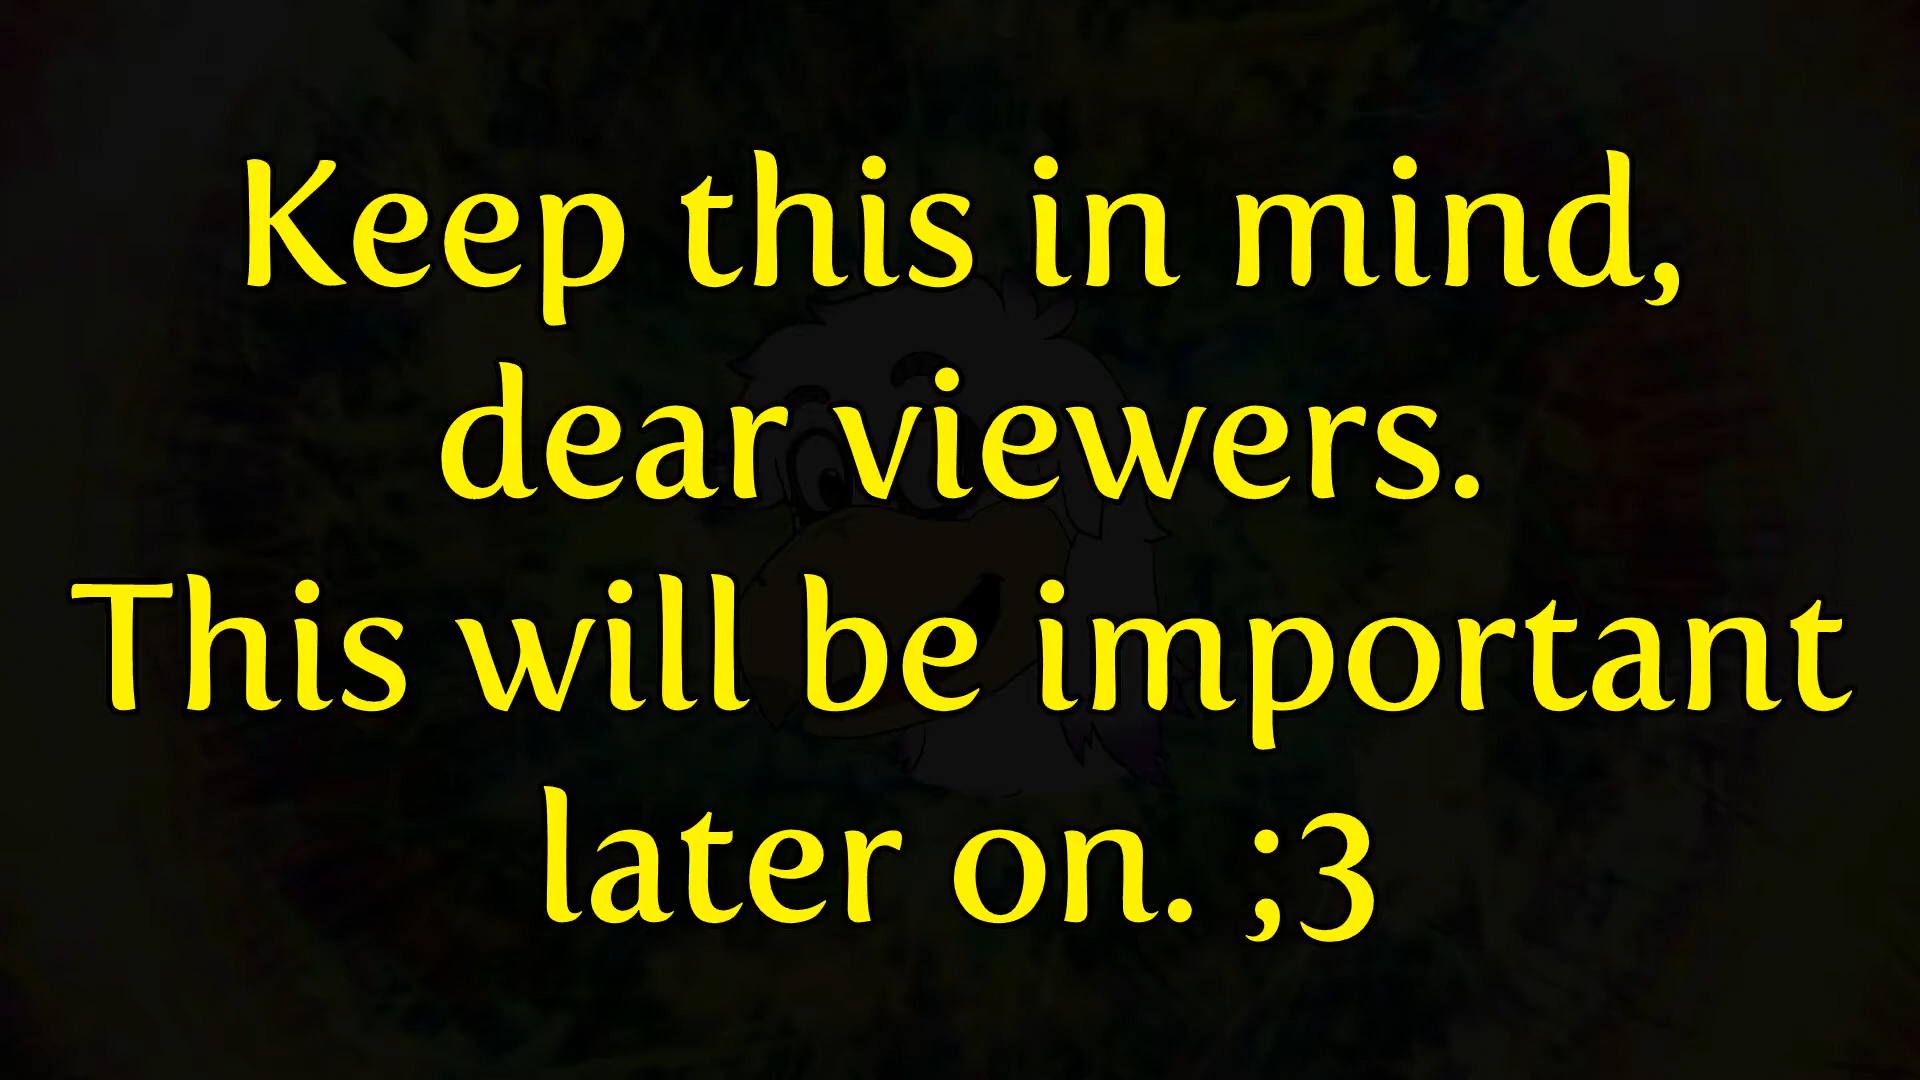 Keep this in mind,
dear viewers.
This will be important
later on. ;3